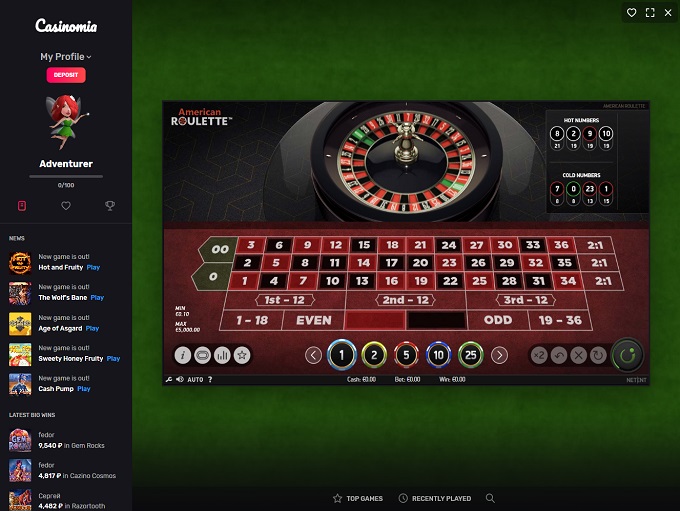 Casinomia
My Profile
DEPOSIT
Adventurer
0/100
NEWS
New game is out!
Hot and Fruity Play
New game is out!
The Wolf's Bane Play
New game is out!
Age of Asgard Play
New game is out!
Sweety Honey Fruity Play
New game is out!
Cash Pump Play
LATEST BIG WINS
fedor
9,540 ₽ in Gem Rocks
fedor
4,817 ₽ in Cazino Cosmos
Сергей
4,482 ₽ in Razortooth
American
ROULETTE™
AMERICAN ROULETTE
HOT NUMBERS
8 2 9 10
21 19 19 19
COLD NUMBERS
7 0 23 1
8 8 13 15
00 3 6 9 12 15 18 21 24 27 30 33 36 2:1
2 5 8 11 14 17 20 23 26 29 32 35 2:1
0 1 4 7 10 13 16 19 22 25 28 31 34 2:1
1st - 12 2nd - 12 3rd - 12
1 - 18 EVEN ODD 19 - 36
MIN
€0.10
MAX
€5,000.00
1 2 5 10 25
×2
AUTO ?
Cash: €0.00 Bet: €0.00 Win: €0.00
NETENT
TOP GAMES RECENTLY PLAYED